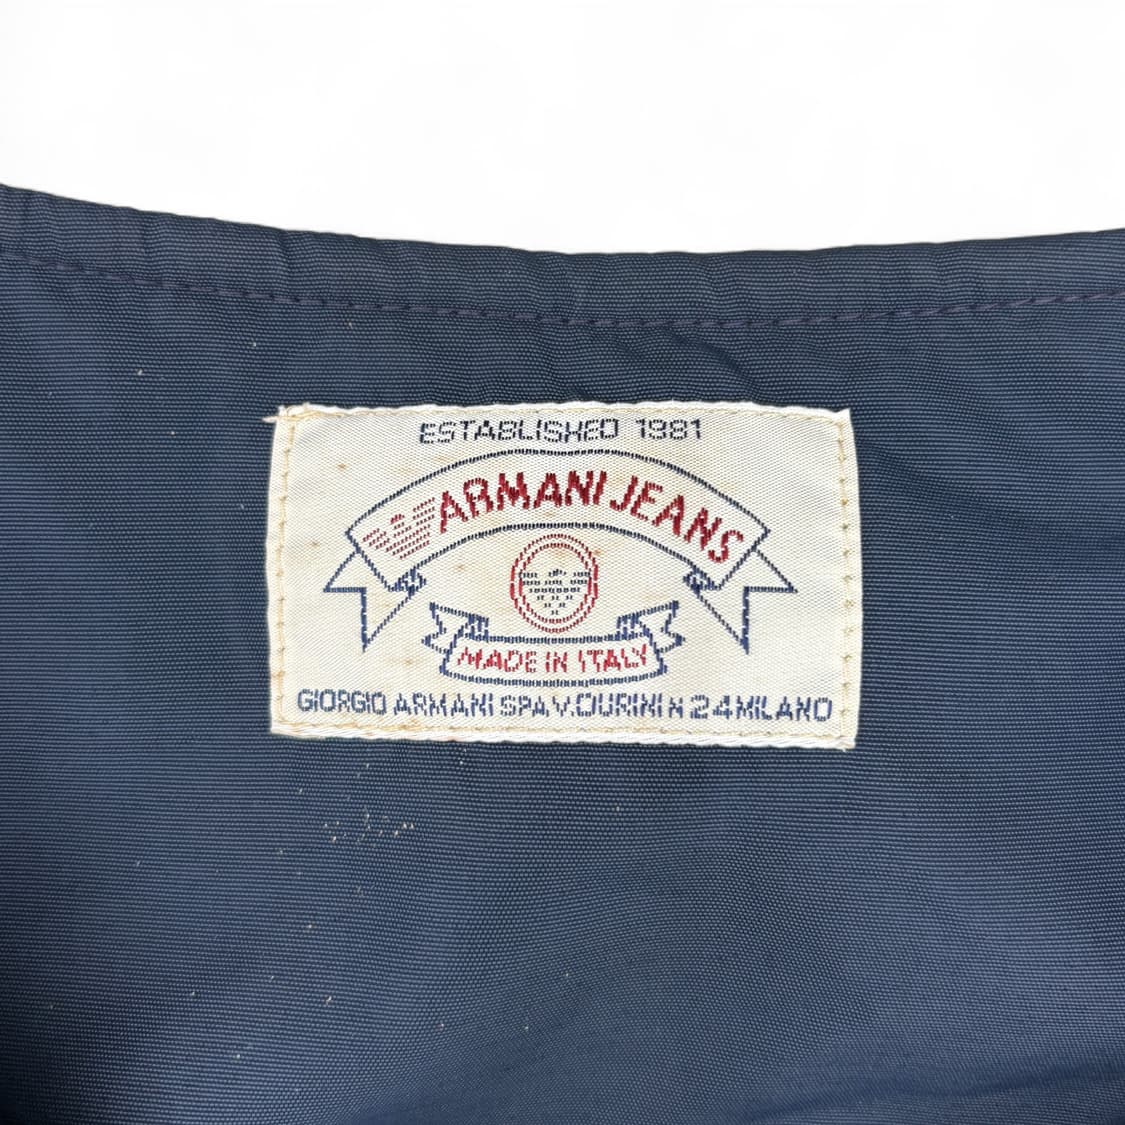 ESTABLISHED 1981
ARMANI JEANS
MADE IN ITALY
GIORGIO ARMANI SPA V. DURINI N 24 MILANO